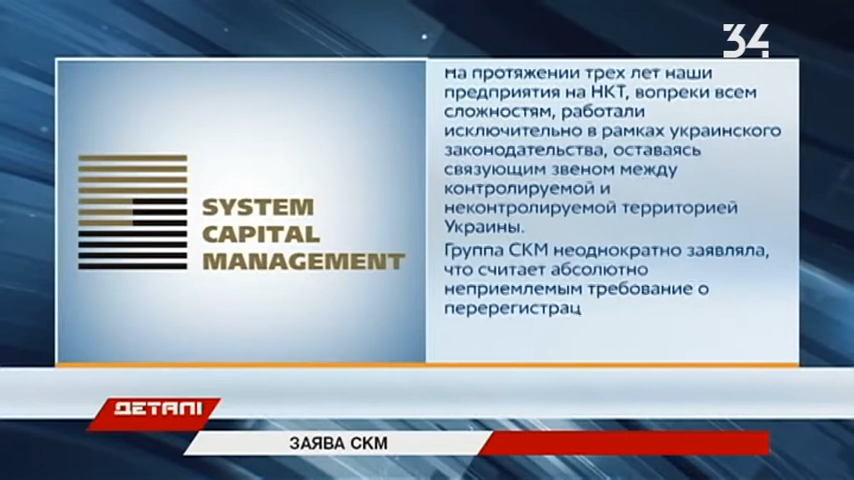 34
На протяжении трех лет наши
предприятия на НКТ, вопреки всем
сложностям, работали
исключительно в рамках украинского
законодательства, оставаясь
связующим звеном между
контролируемой и
неконтролируемой территорией
Украины.
Группа СКМ неоднократно заявляла,
что считает абсолютно
неприемлемым требование о
перерегистрац
SYSTEM
CAPITAL
MANAGEMENT
ДЕТАЛІ
ЗАЯВА СКМ